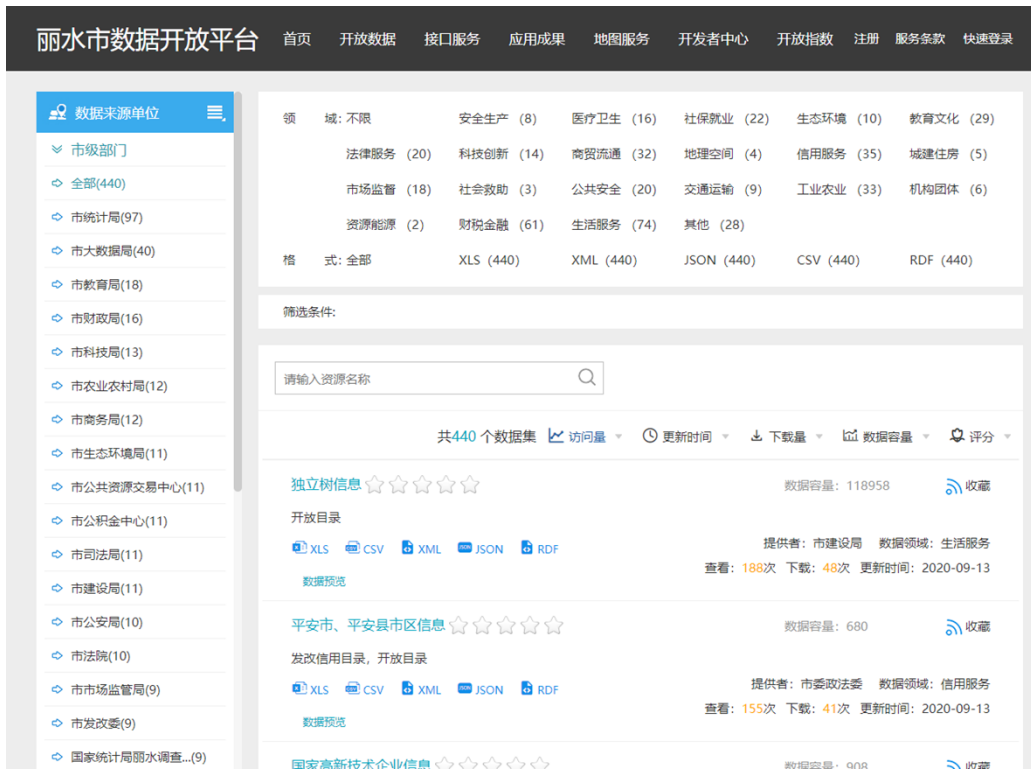 丽水市数据开放平台 首页 开放数据 接口服务 应用成果 地图服务 开发者中心 开放指数 注册 服务条款 快速登录
数据来源单位
市级部门
全部(440)
市统计局(97)
市大数据局(40)
市教育局(18)
市财政局(16)
市科技局(13)
市农业农村局(12)
市商务局(12)
市生态环境局(11)
市公共资源交易中心(11)
市公积金中心(11)
市司法局(11)
市建设局(11)
市公安局(10)
市法院(10)
市市场监管局(9)
市发改委(9)
国家统计局丽水调查...(9)
领 域: 不限 安全生产 (8) 医疗卫生 (16) 社保就业 (22) 生态环境 (10) 教育文化 (29)
法律服务 (20) 科技创新 (14) 商贸流通 (32) 地理空间 (4) 信用服务 (35) 城建住房 (5)
市场监督 (18) 社会救助 (3) 公共安全 (20) 交通运输 (9) 工业农业 (33) 机构团体 (6)
资源能源 (2) 财税金融 (61) 生活服务 (74) 其他 (28)
格 式: 全部 XLS (440) XML (440) JSON (440) CSV (440) RDF (440)
筛选条件:
请输入资源名称
共440 个数据集 访问量 更新时间 下载量 数据容量 评分
独立树信息 数据容量: 118958 收藏
开放目录
XLS CSV XML JSON RDF
提供者: 市建设局 数据领域: 生活服务
数据预览
查看: 188次 下载: 48次 更新时间: 2020-09-13
平安市、平安县市区信息 数据容量: 680 收藏
发改信用目录, 开放目录
XLS CSV XML JSON RDF
提供者: 市委政法委 数据领域: 信用服务
数据预览
查看: 155次 下载: 41次 更新时间: 2020-09-13
国家高新技术企业信息 数据容量: 908 收藏